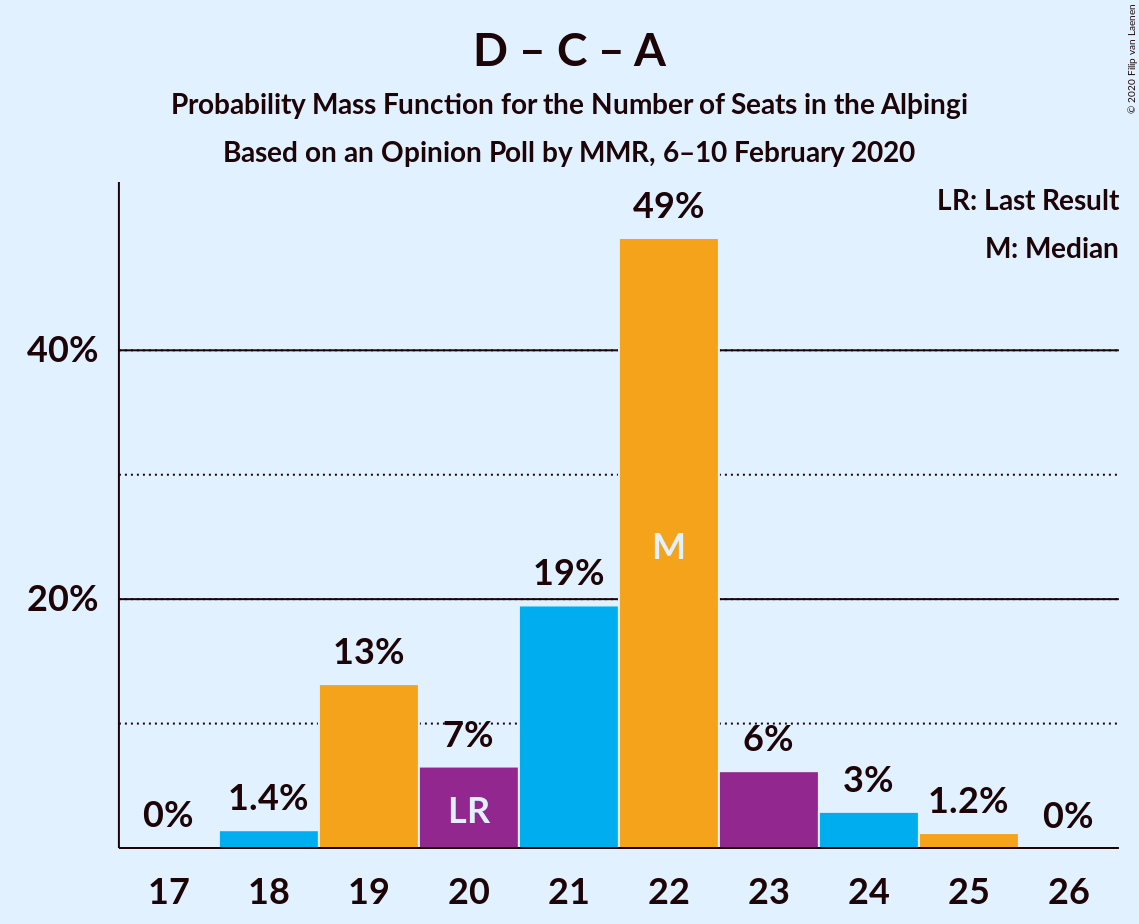 D – C – A
Probability Mass Function for the Number of Seats in the Alþingi
Based on an Opinion Poll by MMR, 6–10 February 2020
© 2020 Filip van Laenen
LR: Last Result
M: Median
49%
40%
M
19%
20%
13%
7%
6%
LR
3%
1.4%
1.2%
0%
0%
17 18 19 20 21 22 23 24 25 26